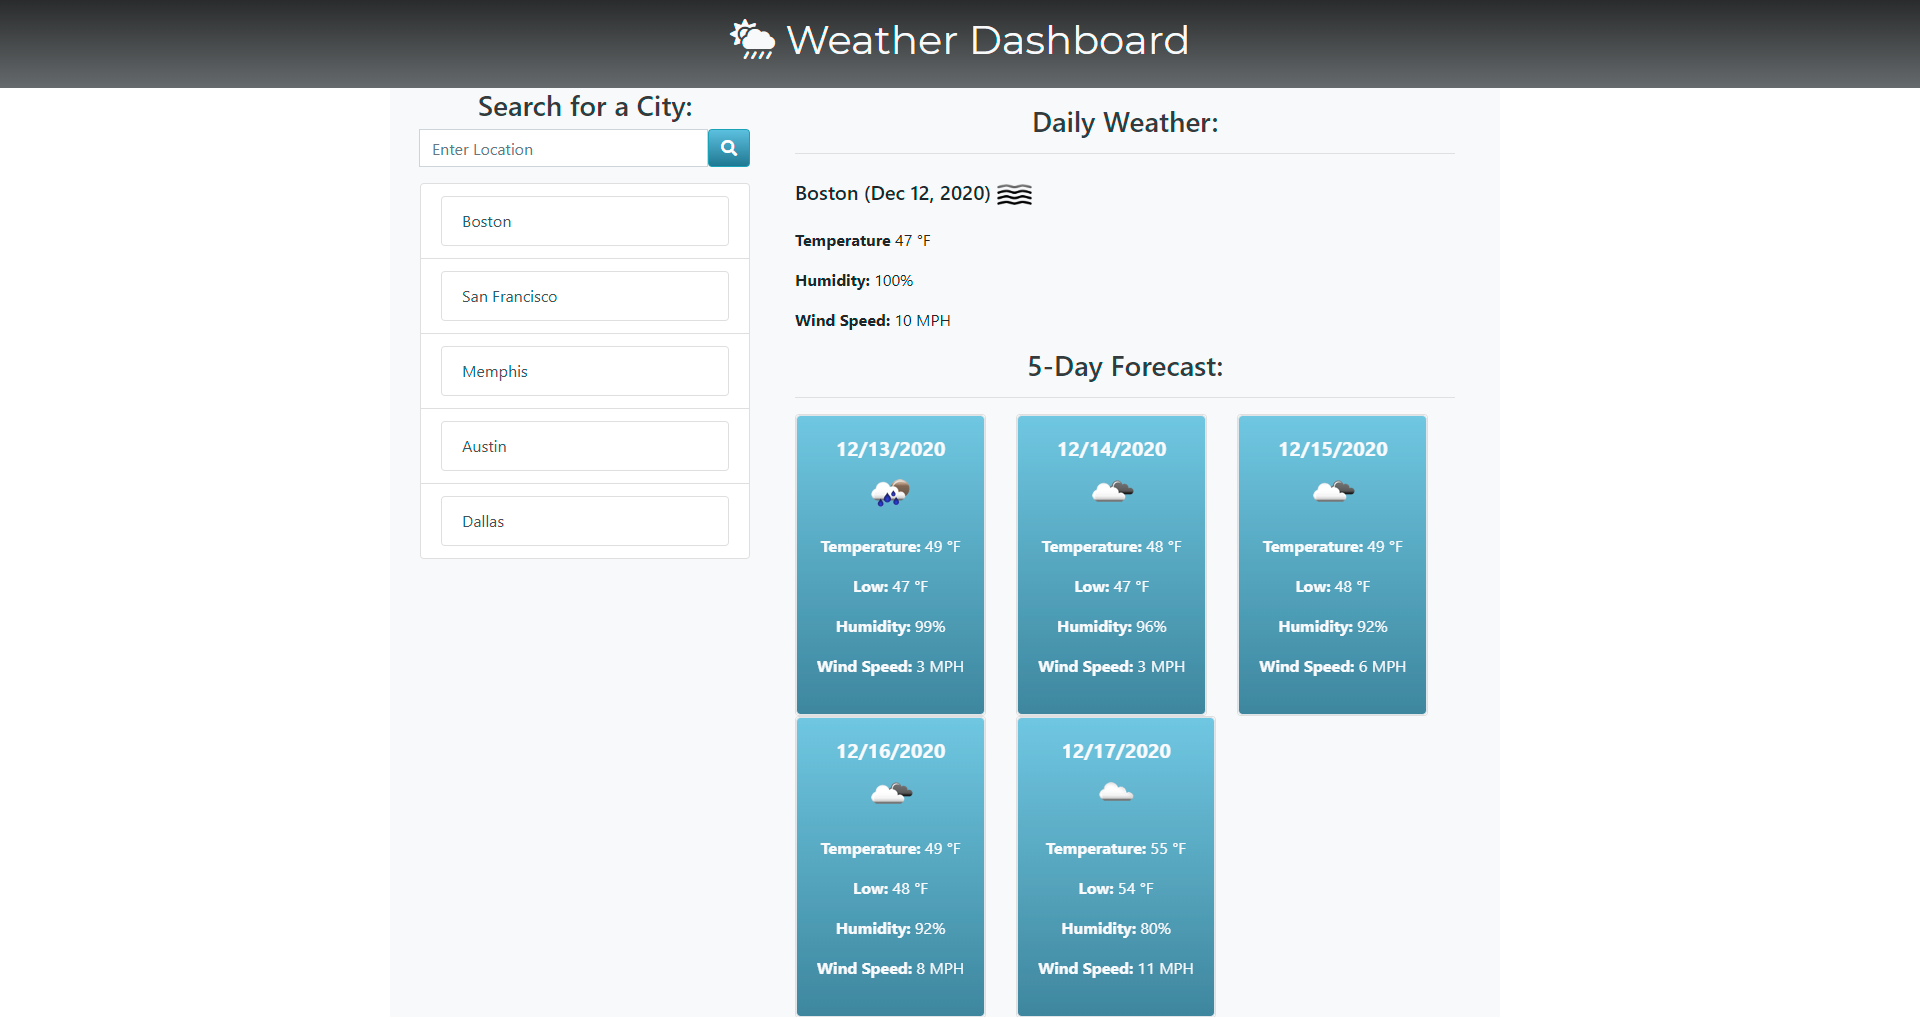 Weather Dashboard
Search for a City:
Enter Location
Boston
San Francisco
Memphis
Austin
Dallas
Daily Weather:
Boston (Dec 12, 2020)
Temperature 47 °F
Humidity: 100%
Wind Speed: 10 MPH
5-Day Forecast:
12/13/2020
Temperature: 49 °F
Low: 47 °F
Humidity: 99%
Wind Speed: 3 MPH
12/14/2020
Temperature: 48 °F
Low: 47 °F
Humidity: 96%
Wind Speed: 3 MPH
12/15/2020
Temperature: 49 °F
Low: 48 °F
Humidity: 92%
Wind Speed: 6 MPH
12/16/2020
Temperature: 49 °F
Low: 48 °F
Humidity: 92%
Wind Speed: 8 MPH
12/17/2020
Temperature: 55 °F
Low: 54 °F
Humidity: 80%
Wind Speed: 11 MPH